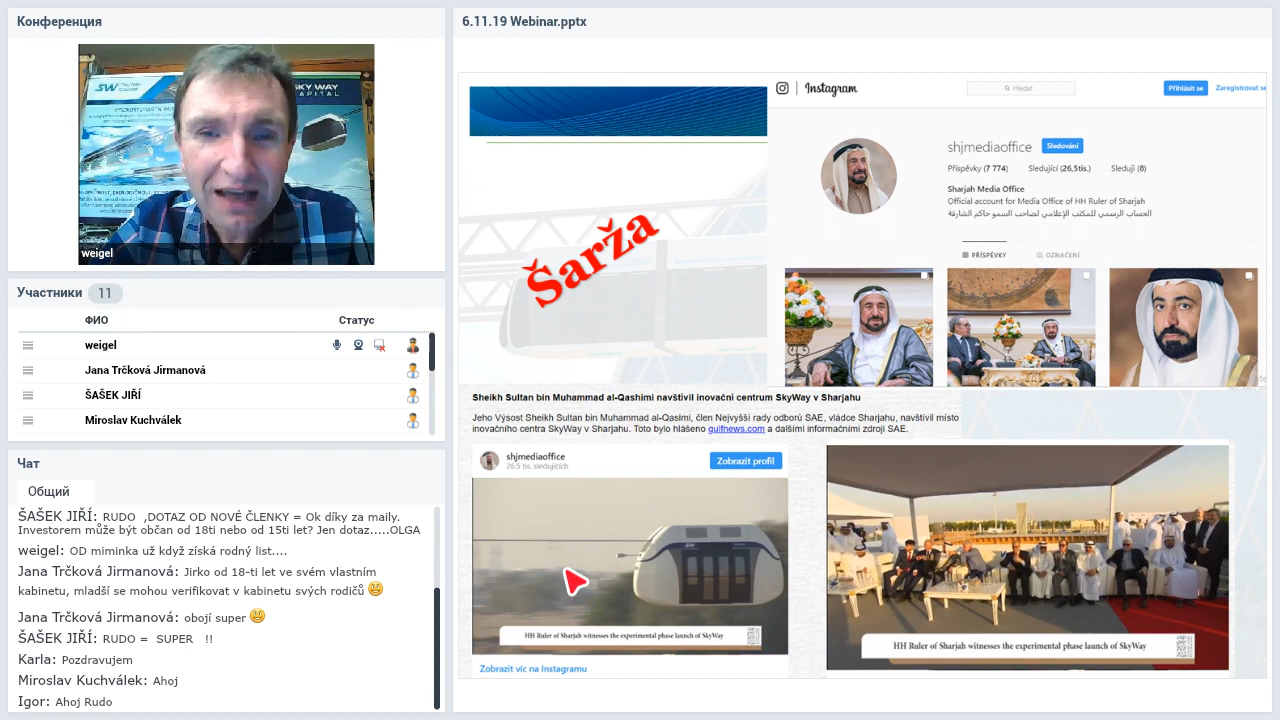 Конференция
SW
SKY WAY
CAPITAL
weigel
Участники 11
ФИО Статус
weigel
Jana Trčková Jirmanová
ŠAŠEK JIŘÍ
Miroslav Kuchválek
Чат
Общий
ŠAŠEK JIŘÍ: RUDO ,DOTAZ OD NOVÉ ČLENKY = Ok díky za maily.
Investorem může být občan od 18ti nebo od 15ti let? Jen dotaz.....OLGA
weigel: OD miminka už když získá rodný list....
Jana Trčková Jirmanová: Jirko od 18-ti let ve svém vlastním
kabinetu, mladší se mohou verifikovat v kabinetu svých rodičů
Jana Trčková Jirmanová: obojí super
ŠAŠEK JIŘÍ: RUDO = SUPER !!
Karla: Pozdravujem
Miroslav Kuchválek: Ahoj
Igor: Ahoj Rudo
6.11.19 Webinar.pptx
Šarža
Instagram
Hledat
Přihlásit se
Zaregistrovat se
shjmediaoffice Sledování
Příspěvky (7 774) Sledující (26,5tis.) Sleduji (8)
Sharjah Media Office
Official account for Media Office of HH Ruler of Sharjah
الحساب الرسمي للمكتب الإعلامي لصاحب السمو حاكم الشارقة
PŘÍSPĚVKY OZNAČENÍ
Sheikh Sultan bin Muhammad al-Qashimi navštívil inovační centrum SkyWay v Sharjahu
Jeho Výsost Sheikh Sultan bin Muhammad al-Qasimi, člen Nejvyšší rady odborů SAE, vládce Sharjahu, navštívil místo
inovačního centra SkyWay v Sharjahu. Toto bylo hlášeno gulfnews.com a dalšími informačními zdroji SAE.
shjmediaoffice
26,5 tis. sledujících
Zobrazit profil
HH Ruler of Sharjah witnesses the experimental phase launch of SkyWay
Zobrazit víc na Instagramu
HH Ruler of Sharjah witnesses the experimental phase launch of SkyWay